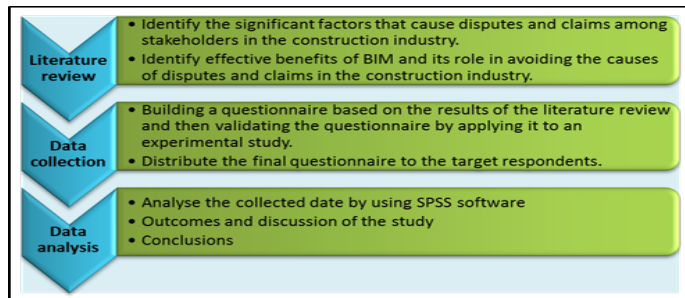 Literature
review
• Identify the significant factors that cause disputes and claims among
stakeholders in the construction industry.
• Identify effective benefits of BIM and its role in avoiding the causes
of disputes and claims in the construction industry.
Data
collection
• Building a questionnaire based on the results of the literature review
and then validating the questionnaire by applying it to an
experimental study.
• Distribute the final questionnaire to the target respondents.
Data
analysis
• Analyse the collected date by using SPSS software
• Outcomes and discussion of the study
• Conclusions